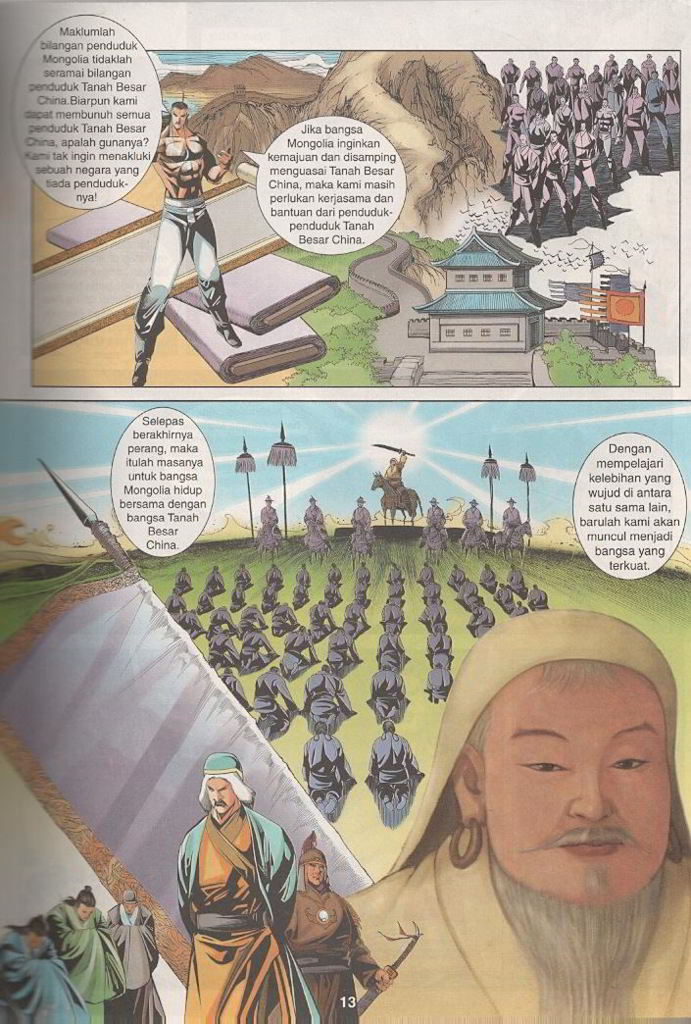 Maklumlah
bilangan penduduk
Mongolia tidaklah
seramai bilangan
penduduk Tanah Besar
China.Biarpun kami
dapat membunuh semua
penduduk Tanah Besar
China, apalah gunanya?
Kami tak ingin menakluki
sebuah negara yang
tiada penduduk-
nya!
Jika bangsa
Mongolia inginkan
kemajuan dan disamping
menguasai Tanah Besar
China, maka kami masih
perlukan kerjasama dan
bantuan dari penduduk-
penduduk Tanah
Besar China.
Selepas
berakhirnya
perang, maka
itulah masanya
untuk bangsa
Mongolia hidup
bersama dengan
bangsa Tanah
Besar
China.
Dengan
mempelajari
kelebihan yang
wujud di antara
satu sama lain,
barulah kami akan
muncul menjadi
bangsa yang
terkuat.
13